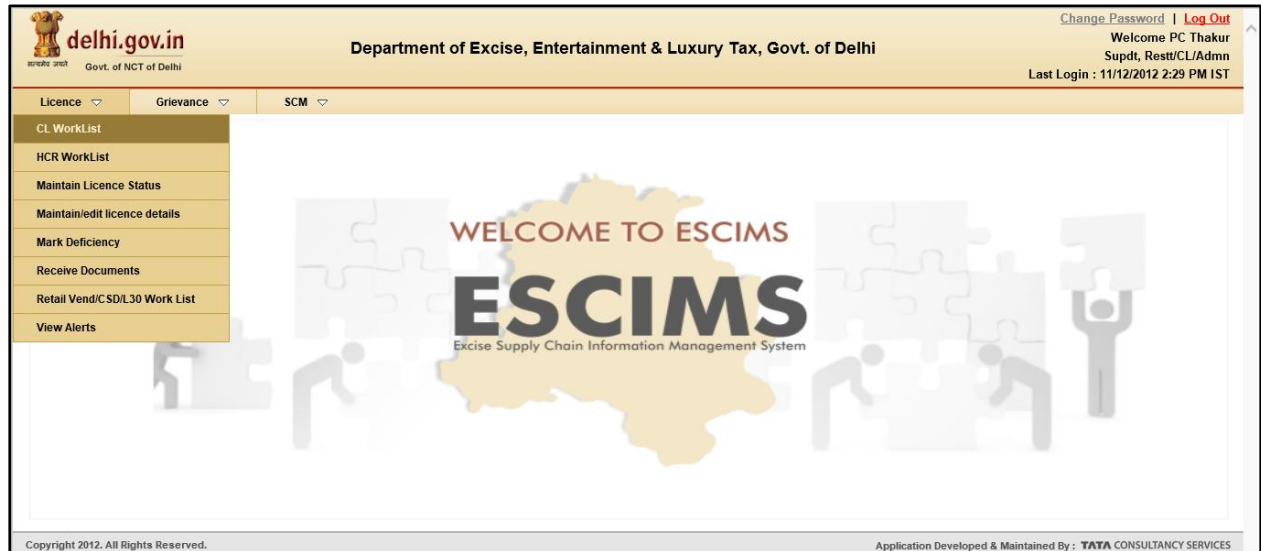 Change Password | Log Out
delhi.gov.in
Govt. of NCT of Delhi
सत्यमेव जयते
Department of Excise, Entertainment & Luxury Tax, Govt. of Delhi
Welcome PC Thakur
Supdt, Restt/CL/Admn
Last Login : 11/12/2012 2:29 PM IST
Licence Grievance SCM
CL WorkList
HCR WorkList
Maintain Licence Status
Maintain/edit licence details
Mark Deficiency
Receive Documents
Retail Vend/CSD/L30 Work List
View Alerts
WELCOME TO ESCIMS
ESCIMS
Excise Supply Chain Information Management System
Copyright 2012. All Rights Reserved.
Application Developed & Maintained By : TATA CONSULTANCY SERVICES